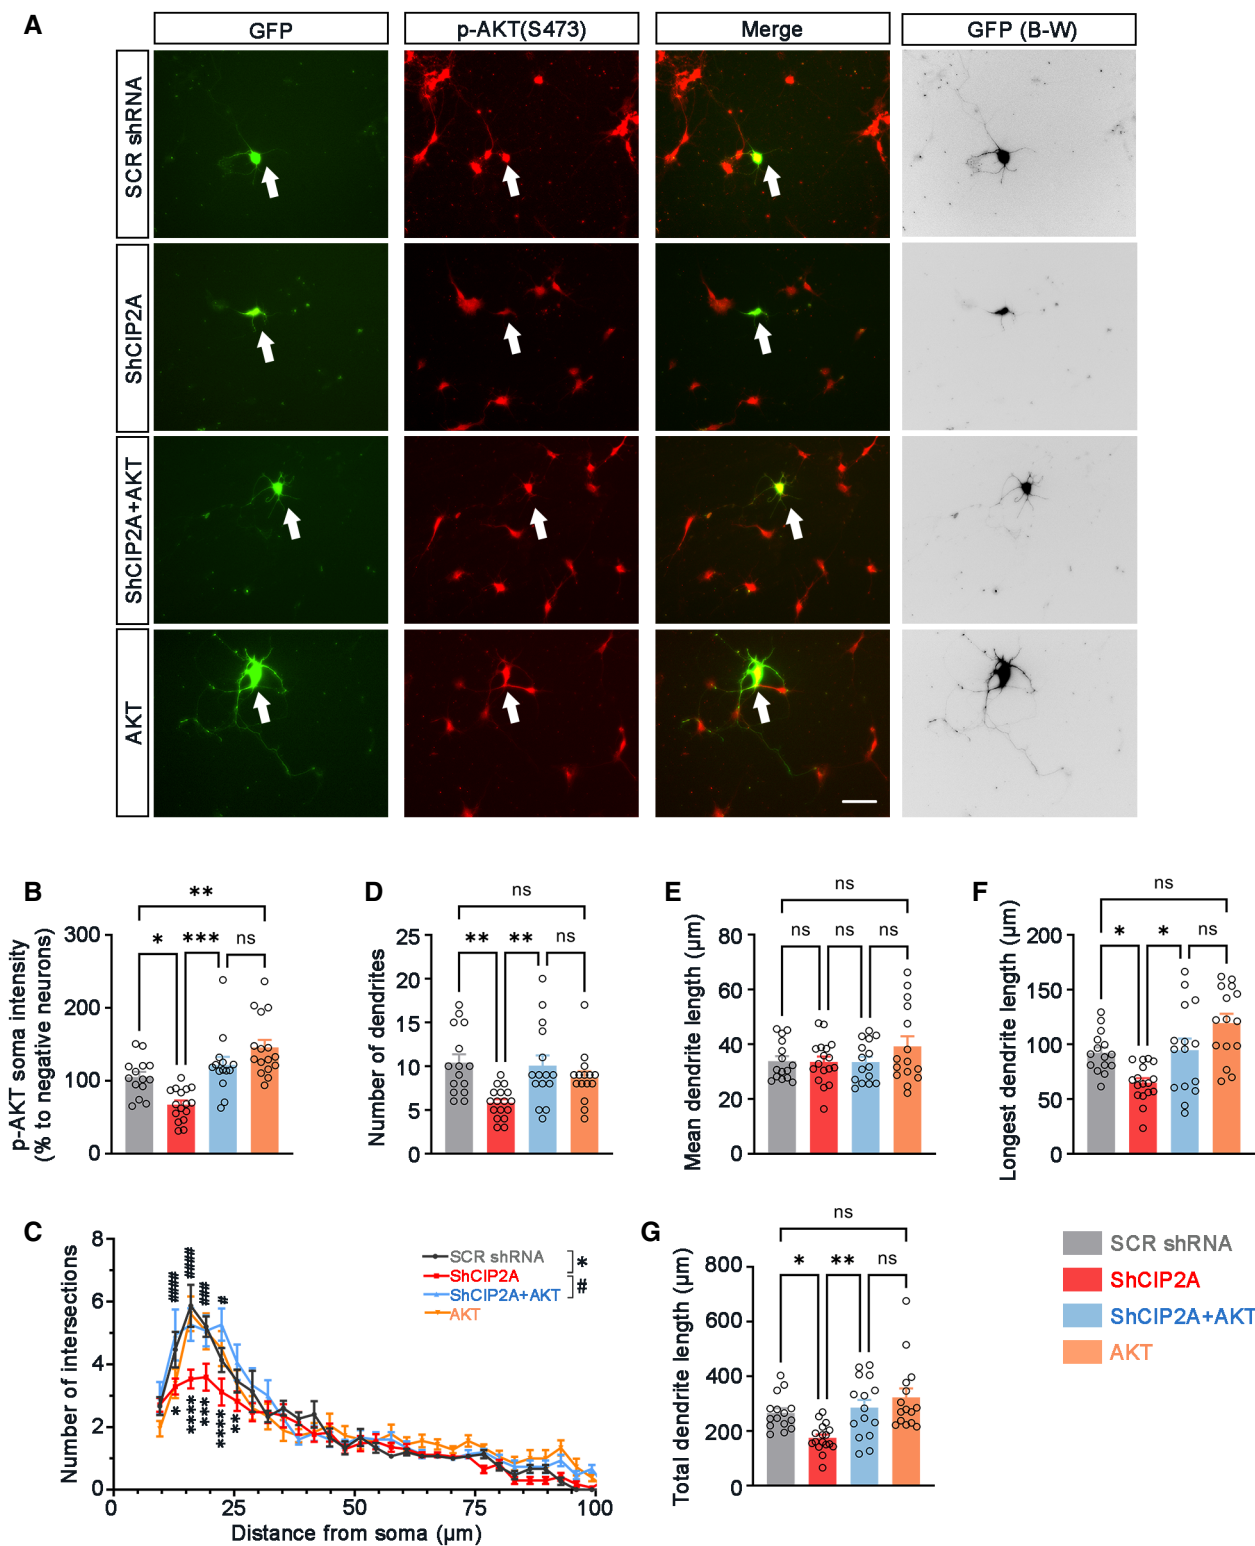 A
GFP
p-AKT(S473)
Merge
GFP (B-W)
SCR shRNA
ShCIP2A
ShCIP2A+AKT
AKT
B
**
*
***
ns
p-AKT soma intensity
(% to negative neurons)
300
200
100
0
D
ns
**
**
ns
Number of dendrites
25
20
15
10
5
0
E
ns
ns
ns
ns
Mean dendrite length (μm)
80
60
40
20
0
F
ns
*
*
ns
Longest dendrite length (μm)
200
150
100
50
0
C
Number of intersections
8
6
4
2
0
####
####
###
#
*
****
***
****
**
SCR shRNA
ShCIP2A
ShCIP2A+AKT
AKT
*
#
0
25
50
75
100
Distance from soma (μm)
G
ns
*
**
ns
Total dendrite length (μm)
800
600
400
200
0
SCR shRNA
ShCIP2A
ShCIP2A+AKT
AKT